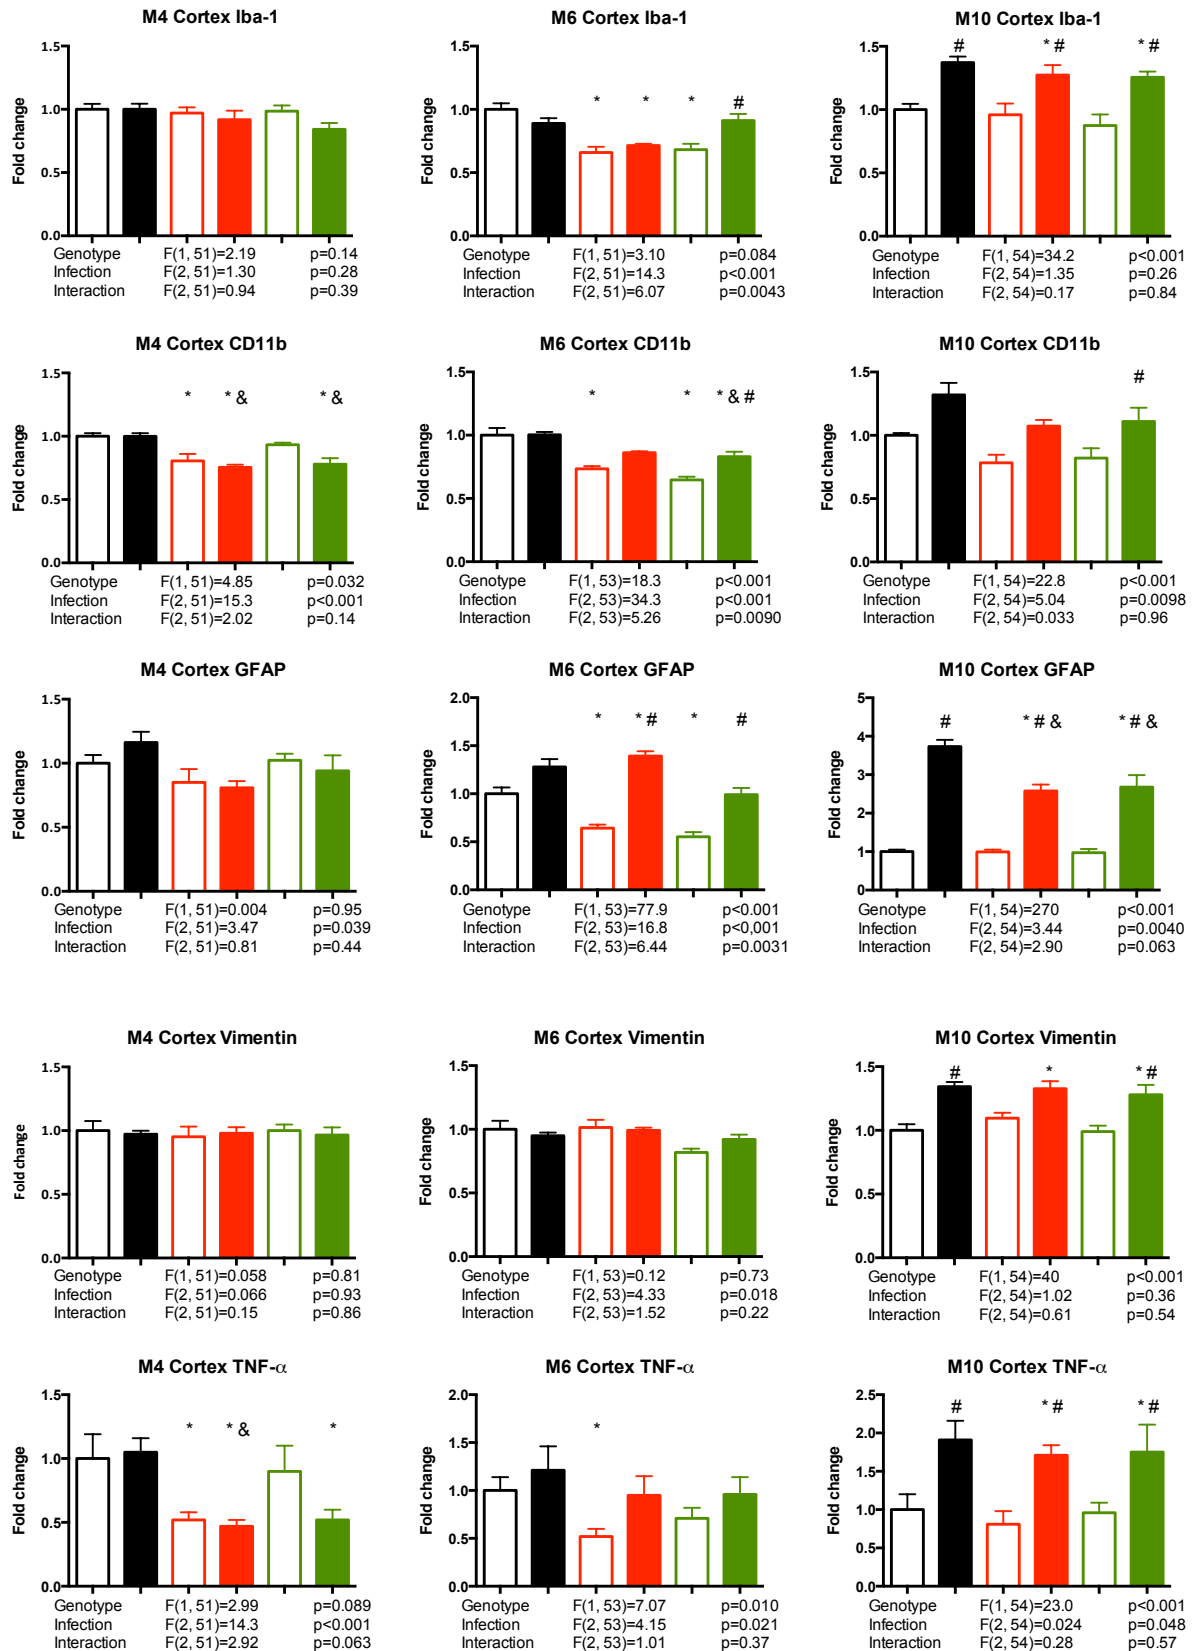 M4 Cortex Iba-1
Fold change
1.5
1.0
0.5
0.0
Genotype F(1, 51)=2.19 p=0.14
Infection F(2, 51)=1.30 p=0.28
Interaction F(2, 51)=0.94 p=0.39
M6 Cortex Iba-1
Fold change
1.5
1.0
0.5
0.0
* * * #
Genotype F(1, 51)=3.10 p=0.084
Infection F(2, 51)=14.3 p<0.001
Interaction F(2, 51)=6.07 p=0.0043
M10 Cortex Iba-1
Fold change
1.5
1.0
0.5
0.0
# * # * #
Genotype F(1, 54)=34.2 p<0.001
Infection F(2, 54)=1.35 p=0.26
Interaction F(2, 54)=0.17 p=0.84
M4 Cortex CD11b
Fold change
1.5
1.0
0.5
0.0
* * & * &
Genotype F(1, 51)=4.85 p=0.032
Infection F(2, 51)=15.3 p<0.001
Interaction F(2, 51)=2.02 p=0.14
M6 Cortex CD11b
Fold change
1.5
1.0
0.5
0.0
* * * & #
Genotype F(1, 53)=18.3 p<0.001
Infection F(2, 53)=34.3 p<0.001
Interaction F(2, 53)=5.26 p=0.0090
M10 Cortex CD11b
Fold change
1.5
1.0
0.5
0.0
#
Genotype F(1, 54)=22.8 p<0.001
Infection F(2, 54)=5.04 p=0.0098
Interaction F(2, 54)=0.033 p=0.96
M4 Cortex GFAP
Fold change
1.5
1.0
0.5
0.0
Genotype F(1, 51)=0.004 p=0.95
Infection F(2, 51)=3.47 p=0.039
Interaction F(2, 51)=0.81 p=0.44
M6 Cortex GFAP
Fold change
2.0
1.5
1.0
0.5
0.0
* * # * #
Genotype F(1, 53)=77.9 p<0.001
Infection F(2, 53)=16.8 p<0,001
Interaction F(2, 53)=6.44 p=0.0031
M10 Cortex GFAP
Fold change
5
4
3
2
1
0
# * # & * # &
Genotype F(1, 54)=270 p<0.001
Infection F(2, 54)=3.44 p=0.0040
Interaction F(2, 54)=2.90 p=0.063
M4 Cortex Vimentin
Fold change
1.5
1.0
0.5
0.0
Genotype F(1, 51)=0.058 p=0.81
Infection F(2, 51)=0.066 p=0.93
Interaction F(2, 51)=0.15 p=0.86
M6 Cortex Vimentin
Fold change
1.5
1.0
0.5
0.0
Genotype F(1, 53)=0.12 p=0.73
Infection F(2, 53)=4.33 p=0.018
Interaction F(2, 53)=1.52 p=0.22
M10 Cortex Vimentin
Fold change
1.5
1.0
0.5
0.0
# * * #
Genotype F(1, 54)=40 p<0.001
Infection F(2, 54)=1.02 p=0.36
Interaction F(2, 54)=0.61 p=0.54
M4 Cortex TNF-α
Fold change
1.5
1.0
0.5
0.0
* * & *
Genotype F(1, 51)=2.99 p=0.089
Infection F(2, 51)=14.3 p<0.001
Interaction F(2, 51)=2.92 p=0.063
M6 Cortex TNF-α
Fold change
2.0
1.5
1.0
0.5
0.0
*
Genotype F(1, 53)=7.07 p=0.010
Infection F(2, 53)=4.15 p=0.021
Interaction F(2, 53)=1.01 p=0.37
M10 Cortex TNF-α
Fold change
2.5
2.0
1.5
1.0
0.5
0.0
# * # * #
Genotype F(1, 54)=23.0 p<0.001
Infection F(2, 54)=0.024 p=0.048
Interaction F(2, 54)=0.28 p=0.57